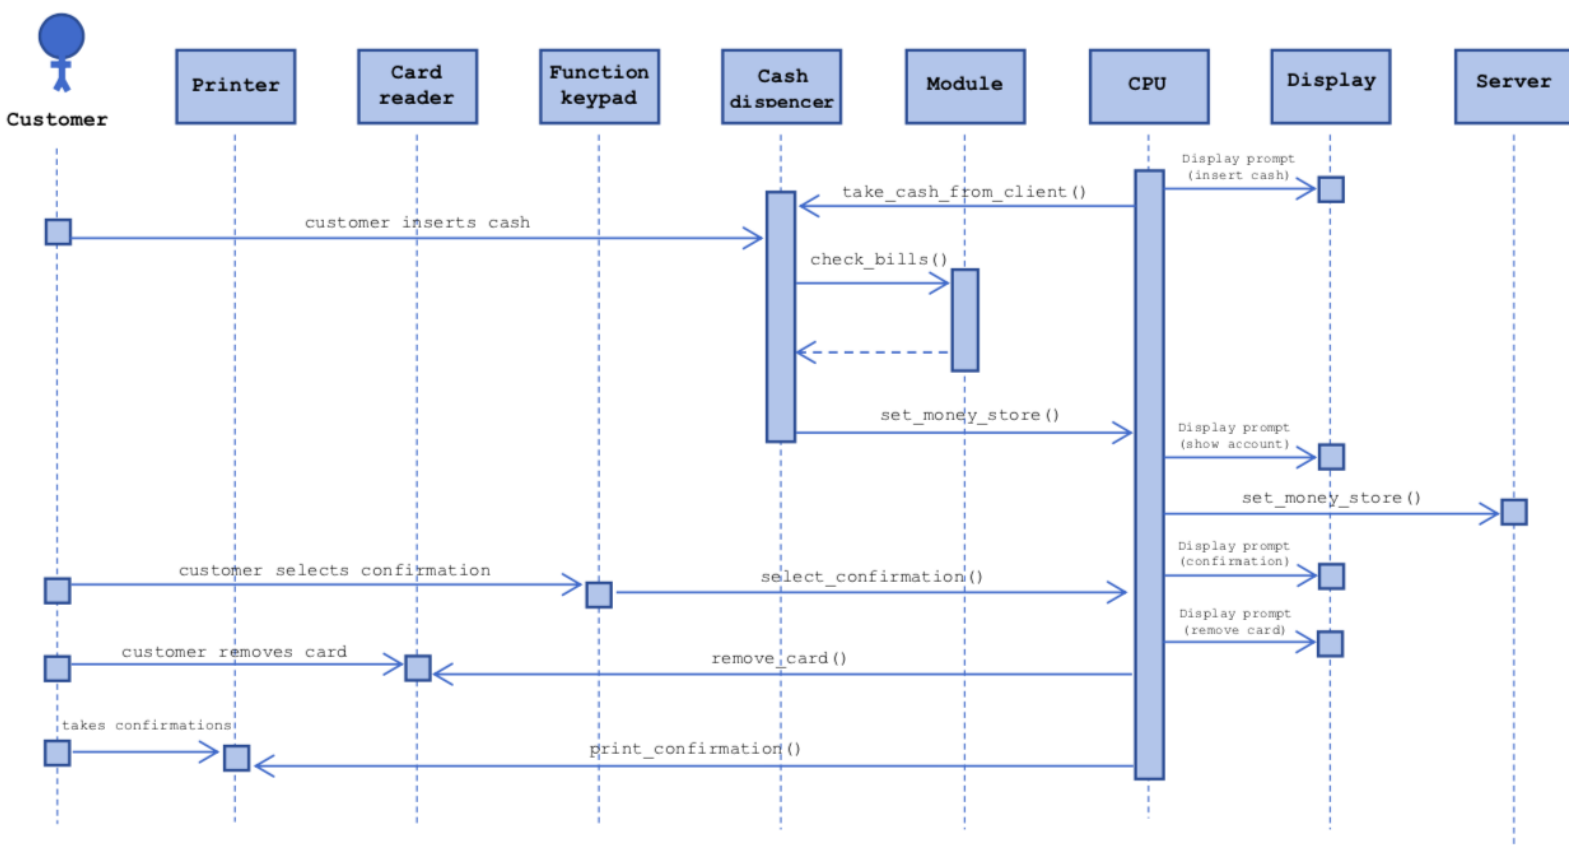 Customer
Printer
Card
reader
Function
keypad
Cash
dispencer
Module
CPU
Display
Server
Display prompt
(insert cash)
take_cash_from_client()
customer inserts cash
check_bills()
set_money_store()
Display prompt
(show account)
set_money_store()
Display prompt
(confirmation)
customer selects confirmation
select_confirmation()
Display prompt
(remove card)
customer removes card
remove_card()
takes confirmations
print_confirmation()